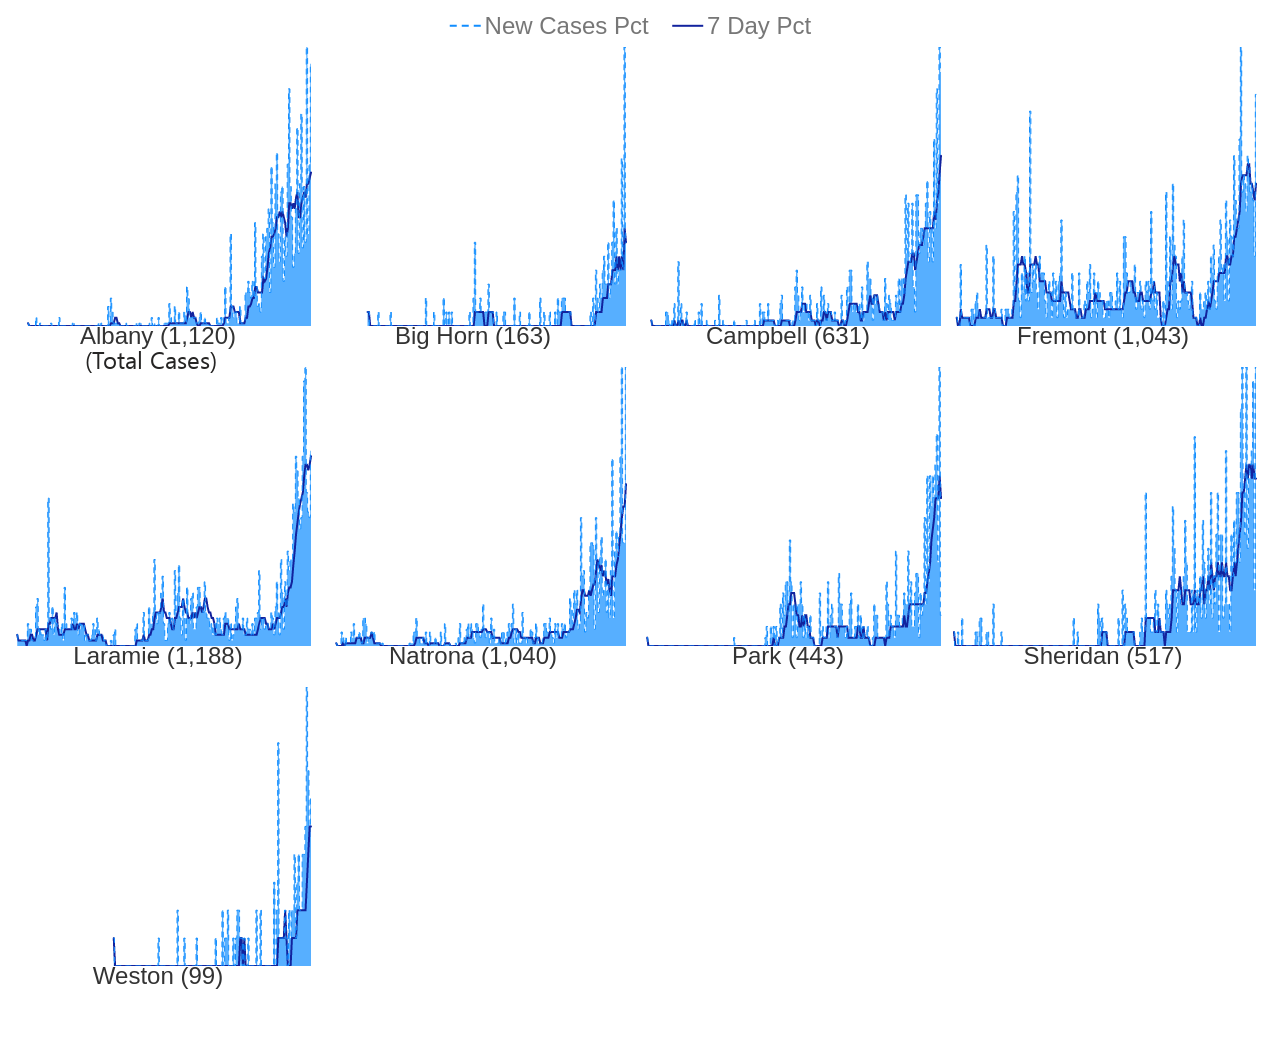 New Cases Pct 7 Day Pct
Albany (1,120) Big Horn (163) Campbell (631) Fremont (1,043)
(Total Cases)
Laramie (1,188) Natrona (1,040) Park (443) Sheridan (517)
Weston (99)